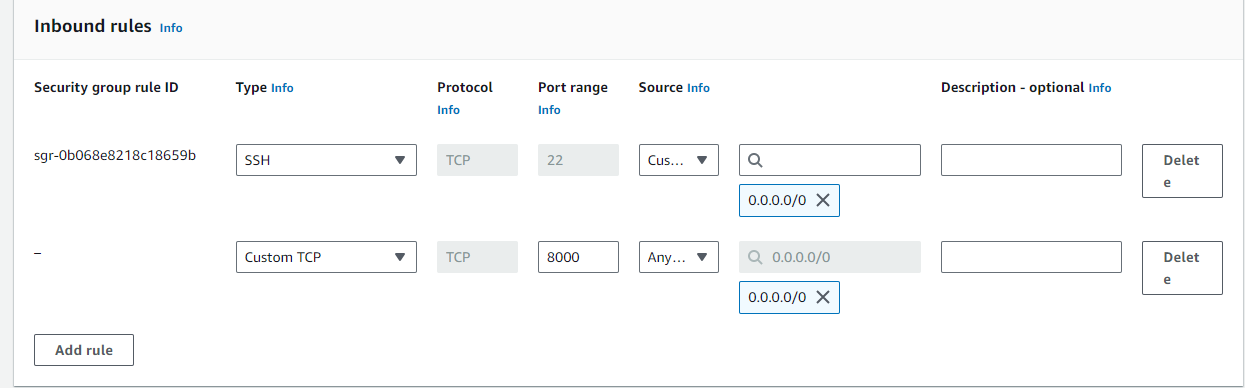 Inbound rules Info
Security group rule ID Type Info Protocol Info Port range Info Source Info Description - optional Info
sgr-0b068e8218c18659b SSH TCP 22 Cus... Delet
e
0.0.0.0/0
– Custom TCP TCP 8000 Any... 0.0.0.0/0 Delet
e
0.0.0.0/0
Add rule